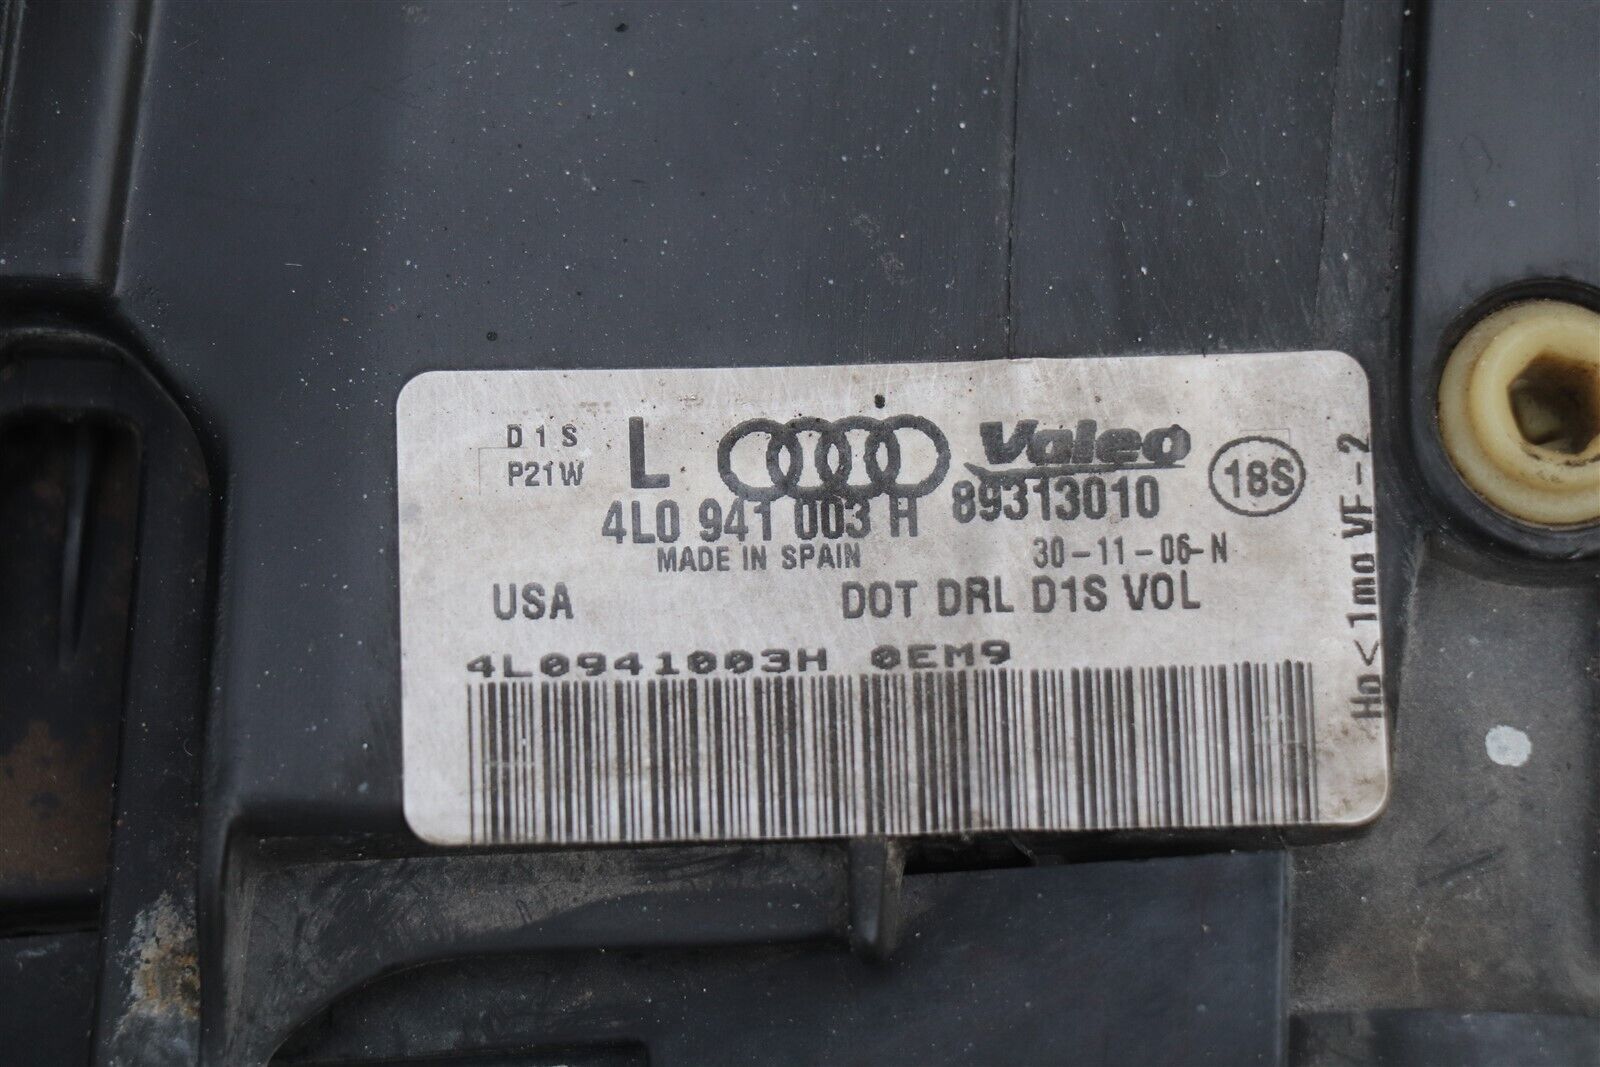 D1S L Valeo
P21W 18S
4L0 941 003 H 89313010
MADE IN SPAIN 30-11-06-N
USA DOT DRL D1S VOL
4L0941003H 0EM9
Ho<1ma VF-2